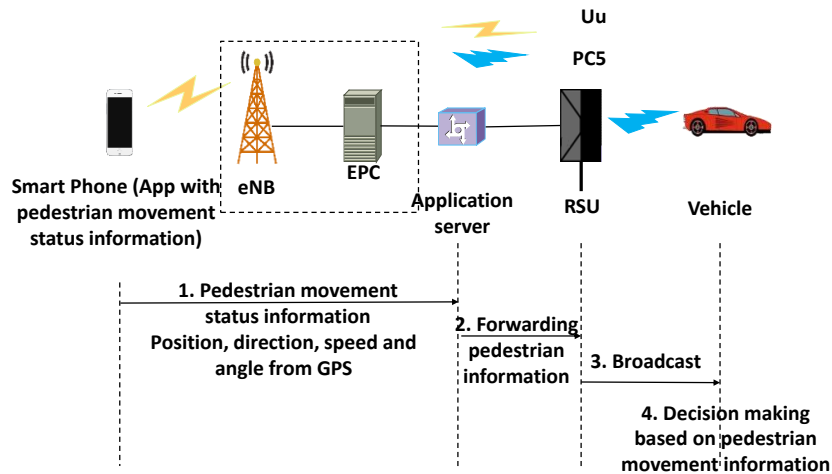 Uu
PC5
Smart Phone (App with
pedestrian movement
status information)
eNB
EPC
Application
server
RSU
Vehicle
1. Pedestrian movement
status information
Position, direction, speed and
angle from GPS
2. Forwarding
pedestrian
information
3. Broadcast
4. Decision making
based on pedestrian
movement information